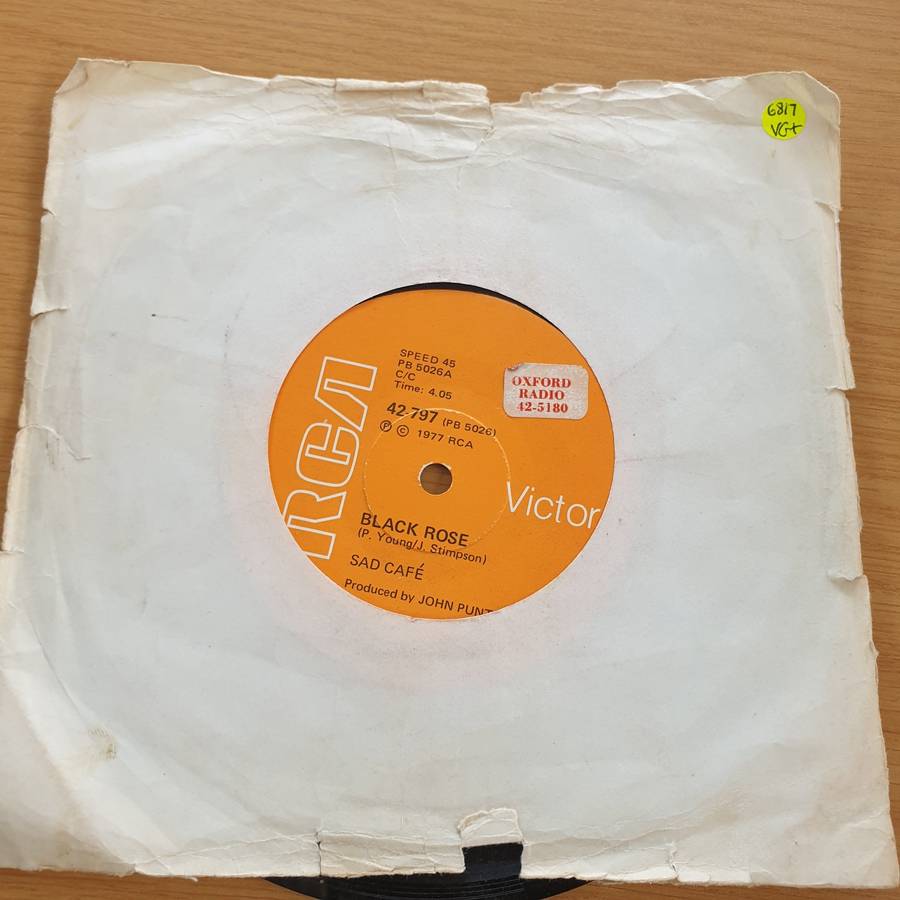 6817
VG+
SPEED 45
PB 5026A
C/C
Time: 4.05
42-797 (PB 5026)
Ⓟ © 1977 RCA
OXFORD
RADIO
42-5180
RCA
Victor
BLACK ROSE
(P. Young/J. Stimpson)
SAD CAFÉ
Produced by JOHN PUNT